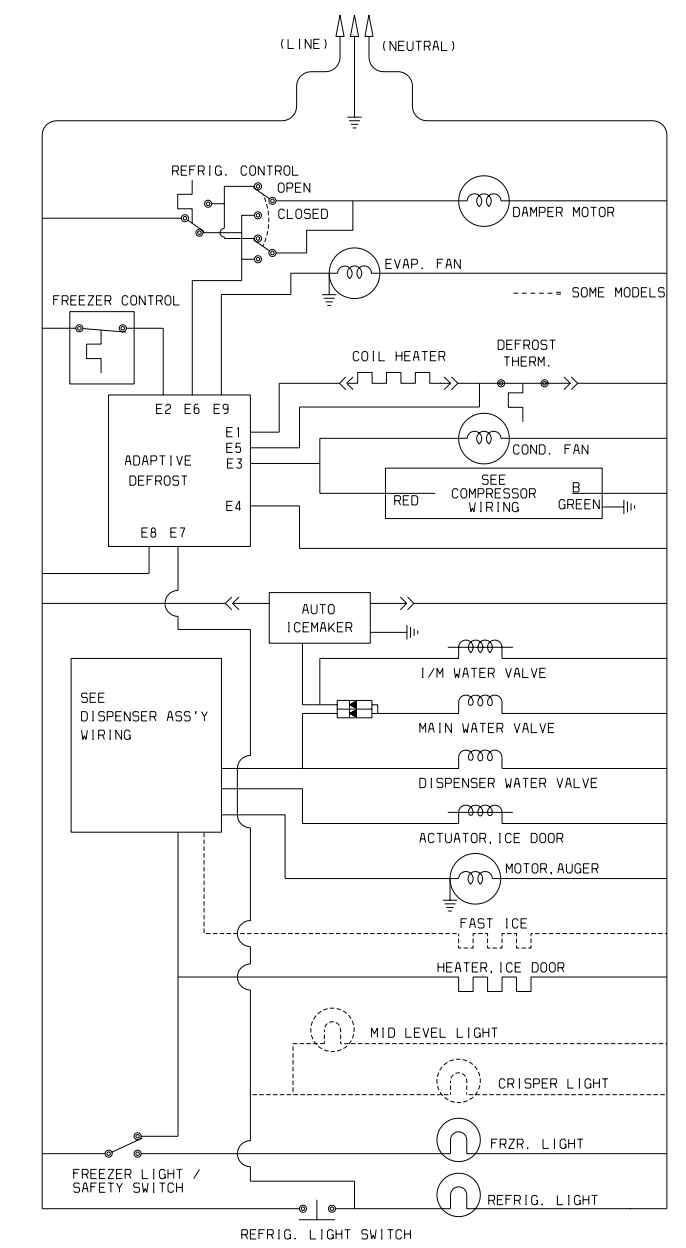 (LINE)
(NEUTRAL)
REFRIG. CONTROL
OPEN
CLOSED
DAMPER MOTOR
EVAP. FAN
-----= SOME MODELS
FREEZER CONTROL
DEFROST
THERM.
COIL HEATER
E2 E6 E9
E1
E5
E3
E4
ADAPTIVE
DEFROST
E8 E7
COND. FAN
SEE
COMPRESSOR
WIRING
RED
B
GREEN
AUTO
ICEMAKER
I/M WATER VALVE
SEE
DISPENSER ASS'Y
WIRING
MAIN WATER VALVE
DISPENSER WATER VALVE
ACTUATOR, ICE DOOR
MOTOR, AUGER
FAST ICE
HEATER, ICE DOOR
MID LEVEL LIGHT
CRISPER LIGHT
FRZR. LIGHT
FREEZER LIGHT /
SAFETY SWITCH
REFRIG. LIGHT
REFRIG. LIGHT SWITCH